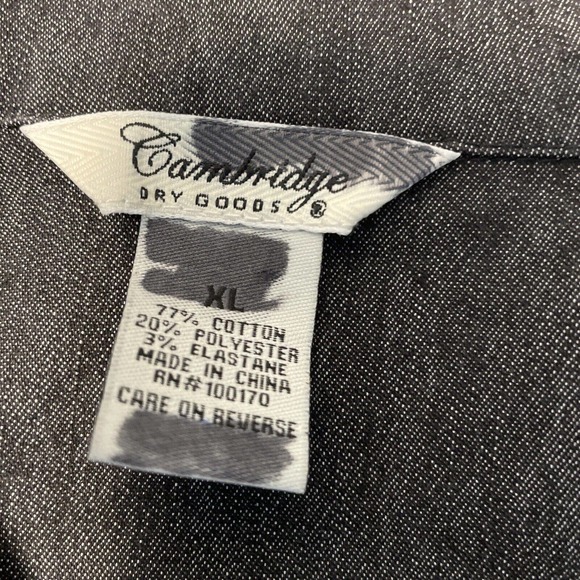 Cambridge
DRY GOODS ®
XL
77% COTTON
20% POLYESTER
3% ELASTANE
MADE IN CHINA
RN#100170
CARE ON REVERSE